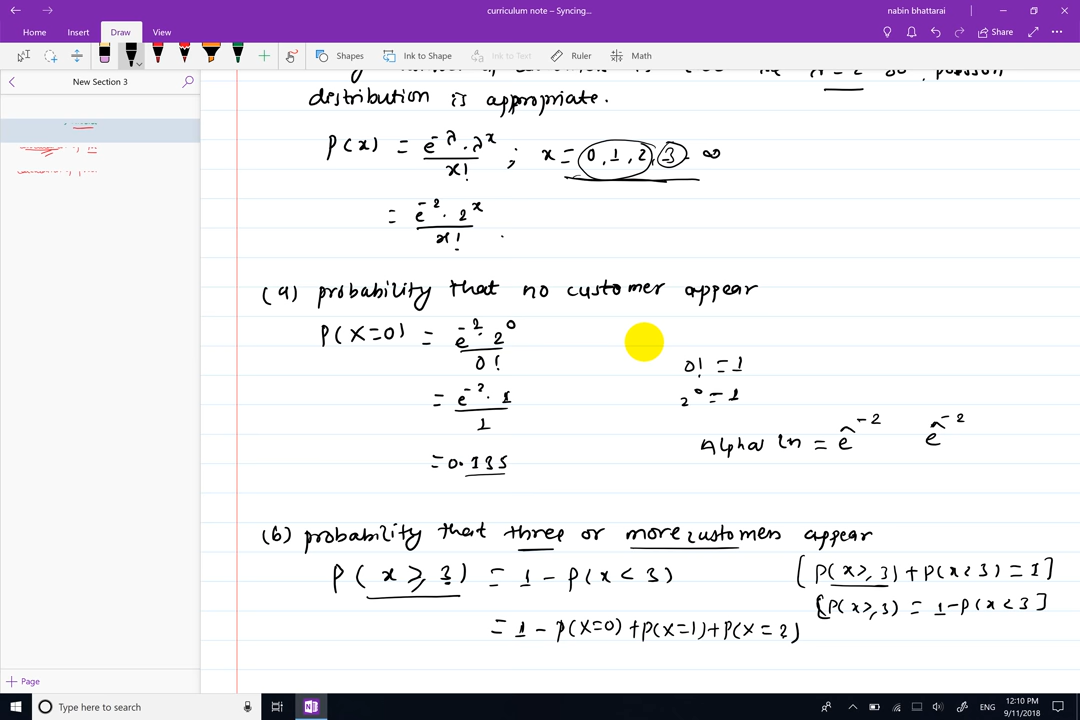 curriculum note – Syncing...
nabin bhattarai
Home Insert Draw View
Share
Shapes Ink to Shape Ink to Text Ruler Math
New Section 3
distribution is appropriate.
P(x) = e^-λ . λ^x / x! ; x = 0, 1, 2, 3 - ∞
= e^-2 . 2^x / x! .
(a) probability that no customer appear
P(X=0) = e^-2 . 2^0 / 0!
0! = 1
= e^-2 . 1 / 1
2^0 = 1
Alpha ln = e^-2 e^-2
= 0.135
(b) probability that three or more customers appear
P( x ≥ 3 ) = 1 - P(x < 3)
[P(x ≥ 3) + P(x < 3) = 1]
[P(x ≥ 3) = 1 - P(x < 3]
= 1 - P(X=0) + P(X=1) + P(X = 2)
Page
Type here to search
ENG
12:10 PM
9/11/2018